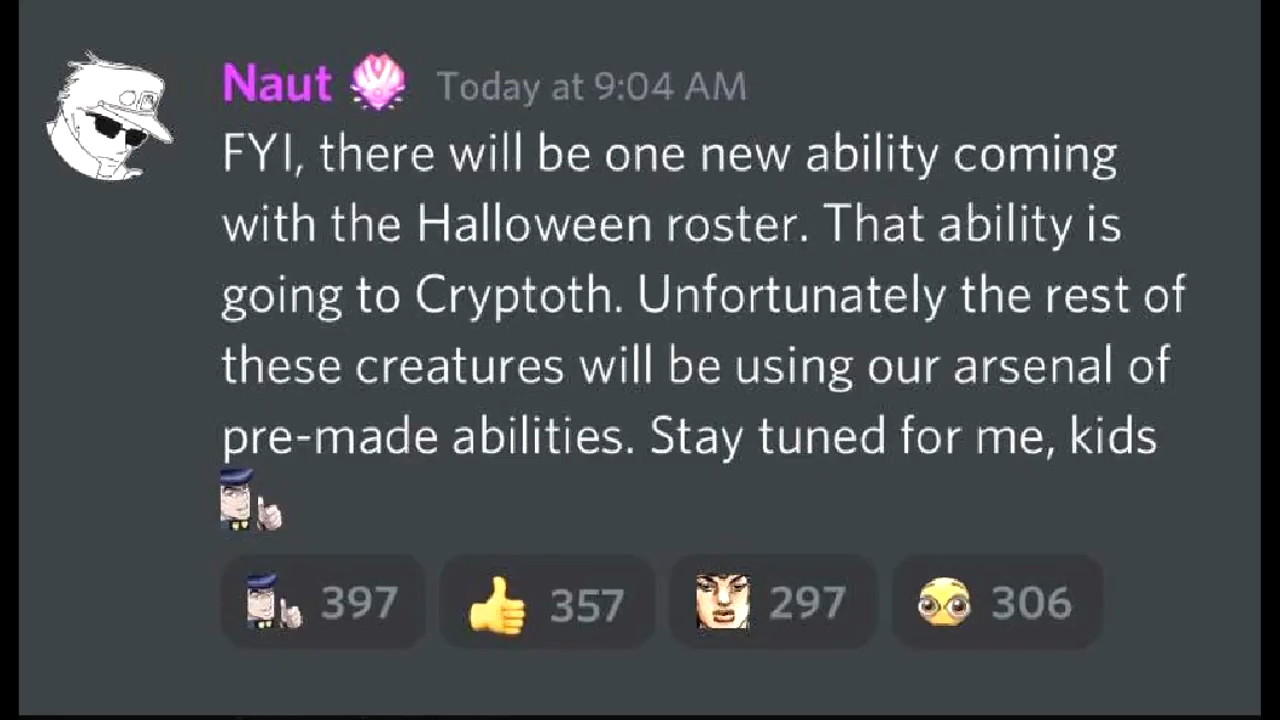 Naut Today at 9:04 AM
FYI, there will be one new ability coming
with the Halloween roster. That ability is
going to Cryptoth. Unfortunately the rest of
these creatures will be using our arsenal of
pre-made abilities. Stay tuned for me, kids
397 357 297 306